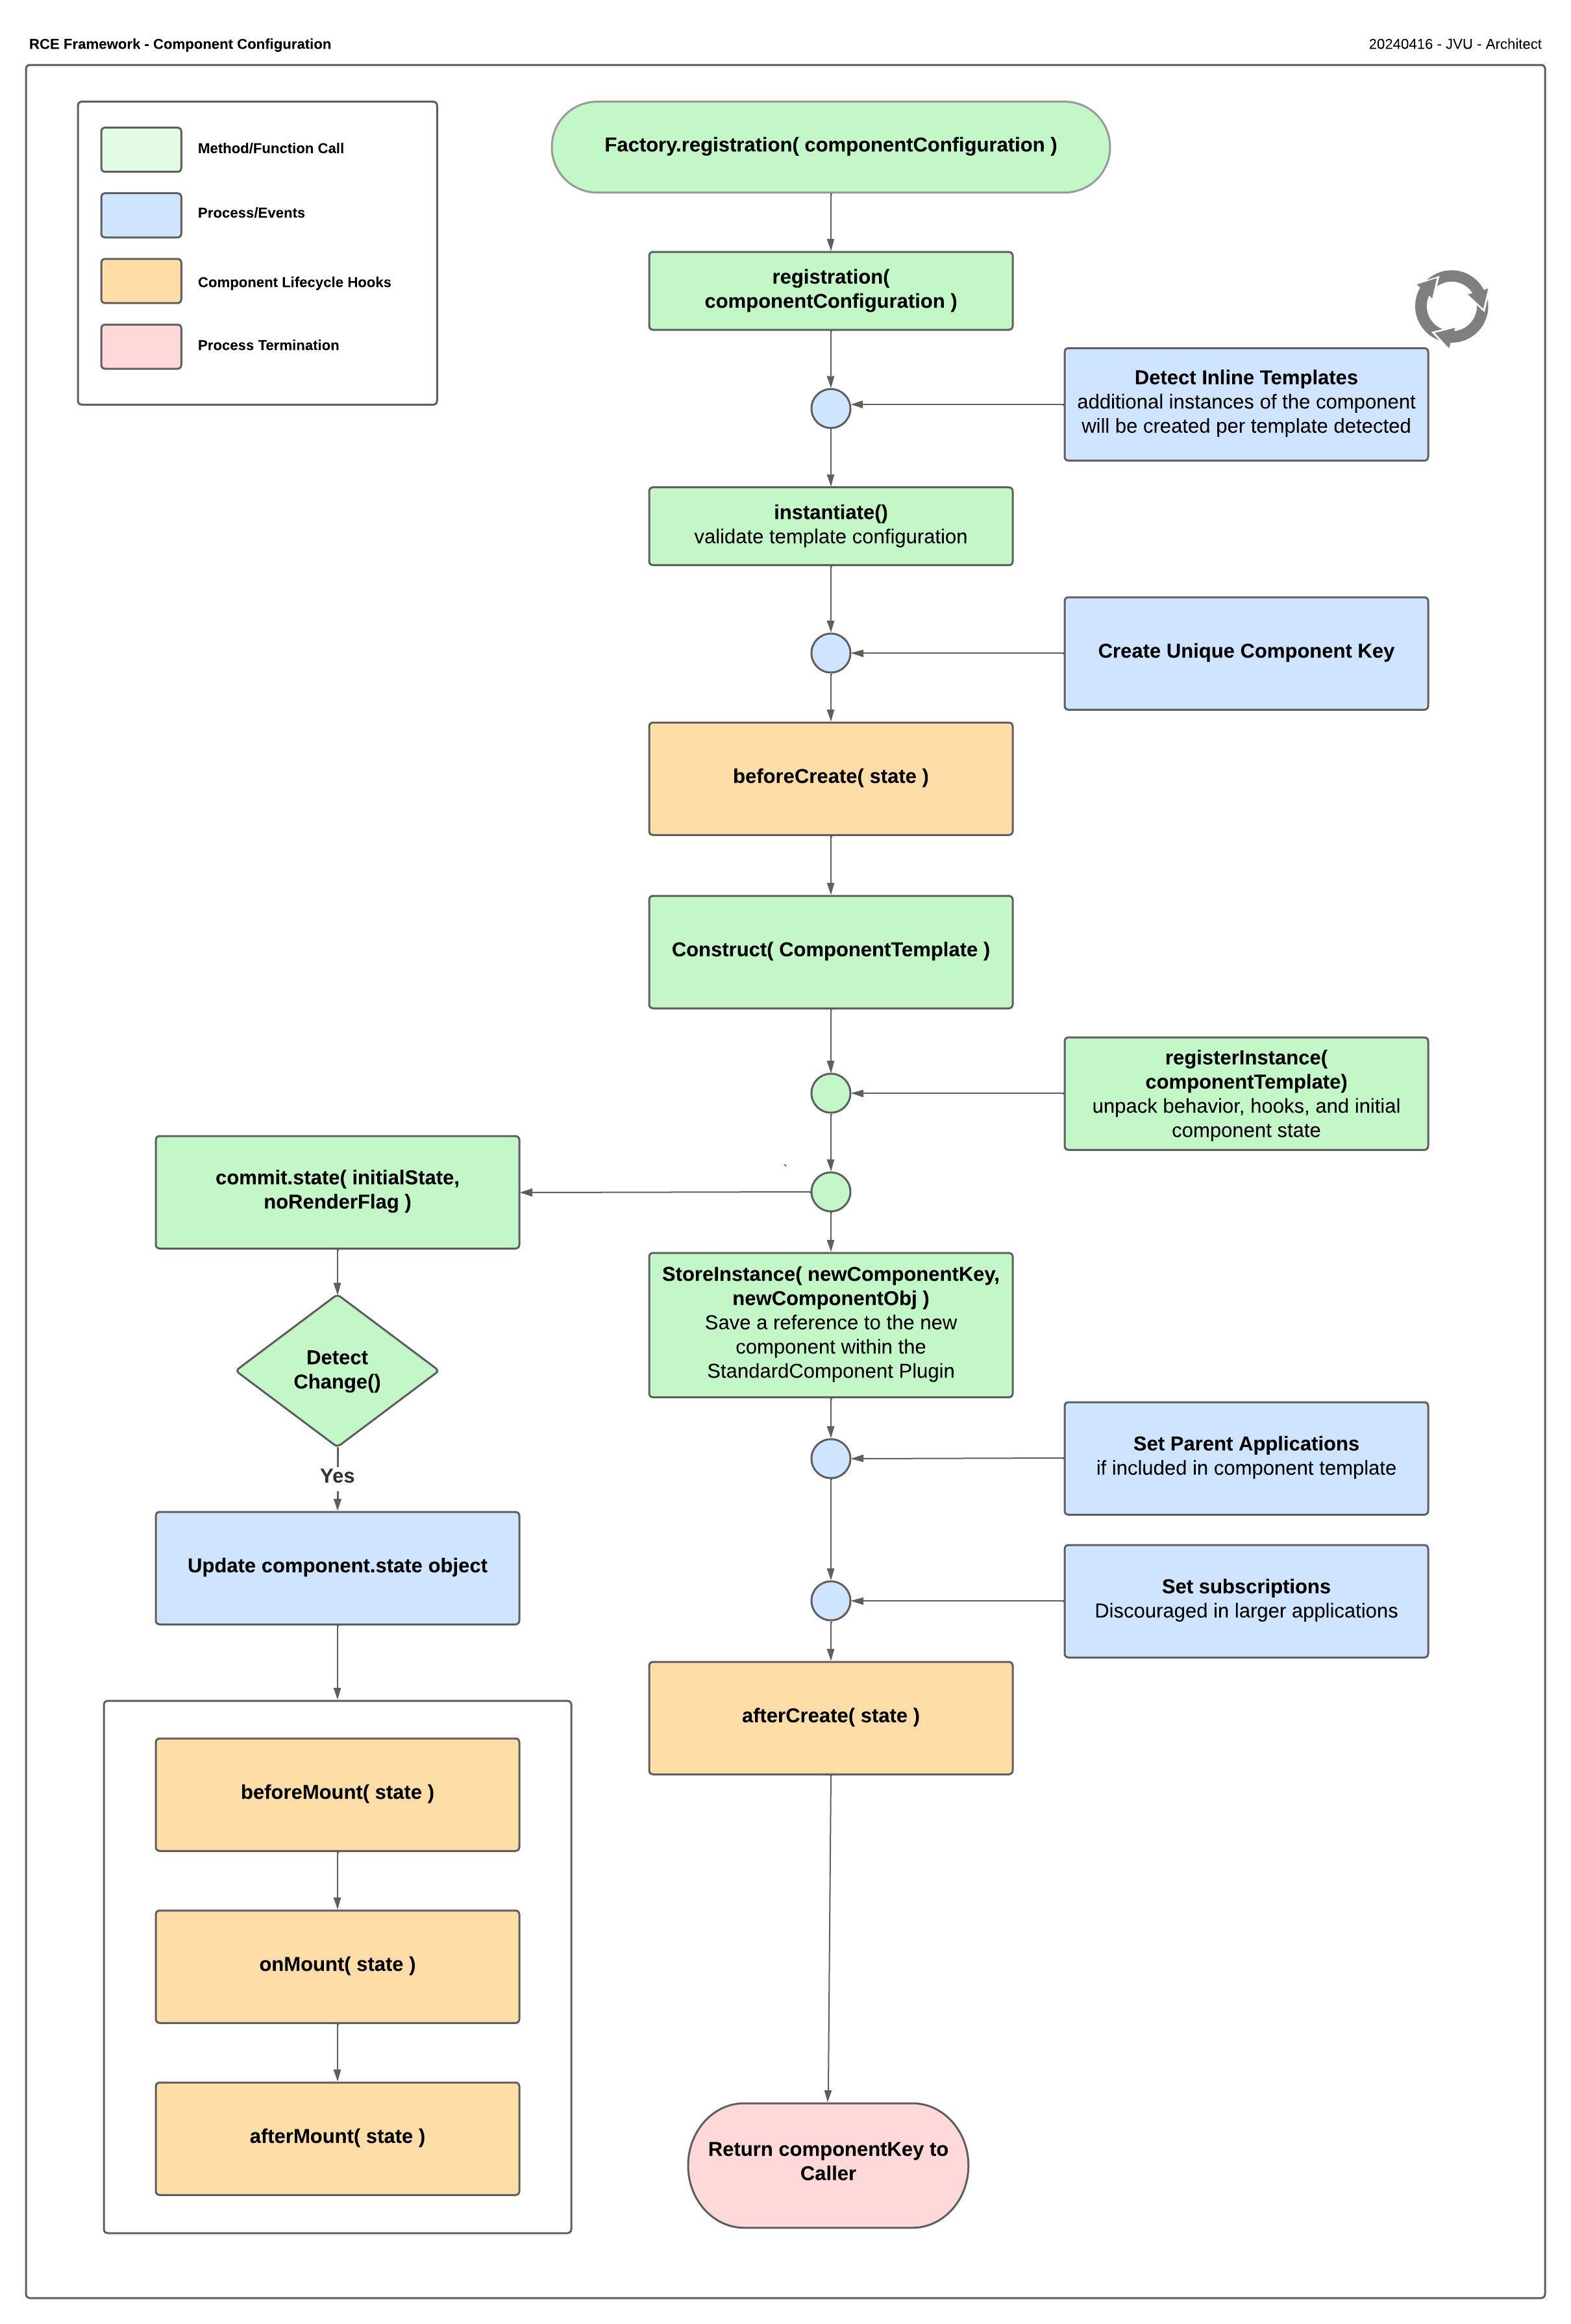 RCE Framework - Component Configuration
20240416 - JVU - Architect
Method/Function Call
Process/Events
Component Lifecycle Hooks
Process Termination
Factory.registration( componentConfiguration )
registration(
componentConfiguration )
Detect Inline Templates
additional instances of the component
will be created per template detected
instantiate()
validate template configuration
Create Unique Component Key
beforeCreate( state )
Construct( ComponentTemplate )
registerInstance(
componentTemplate)
unpack behavior, hooks, and initial
component state
`
commit.state( initialState,
noRenderFlag )
StoreInstance( newComponentKey,
newComponentObj )
Save a reference to the new
component within the
StandardComponent Plugin
Detect
Change()
Yes
Set Parent Applications
if included in component template
Update component.state object
Set subscriptions
Discouraged in larger applications
afterCreate( state )
beforeMount( state )
onMount( state )
afterMount( state )
Return componentKey to
Caller